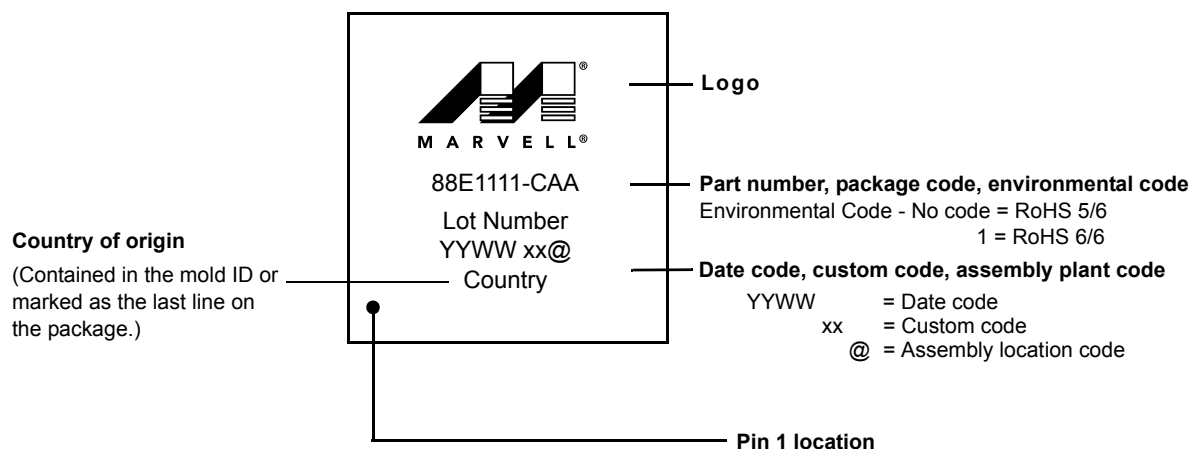 ®
MARVELL®
88E1111-CAA
Lot Number
YYWW xx@
Country
Logo
Part number, package code, environmental code
Environmental Code - No code = RoHS 5/6
1 = RoHS 6/6
Date code, custom code, assembly plant code
YYWW = Date code
xx = Custom code
@ = Assembly location code
Country of origin
(Contained in the mold ID or
marked as the last line on
the package.)
Pin 1 location